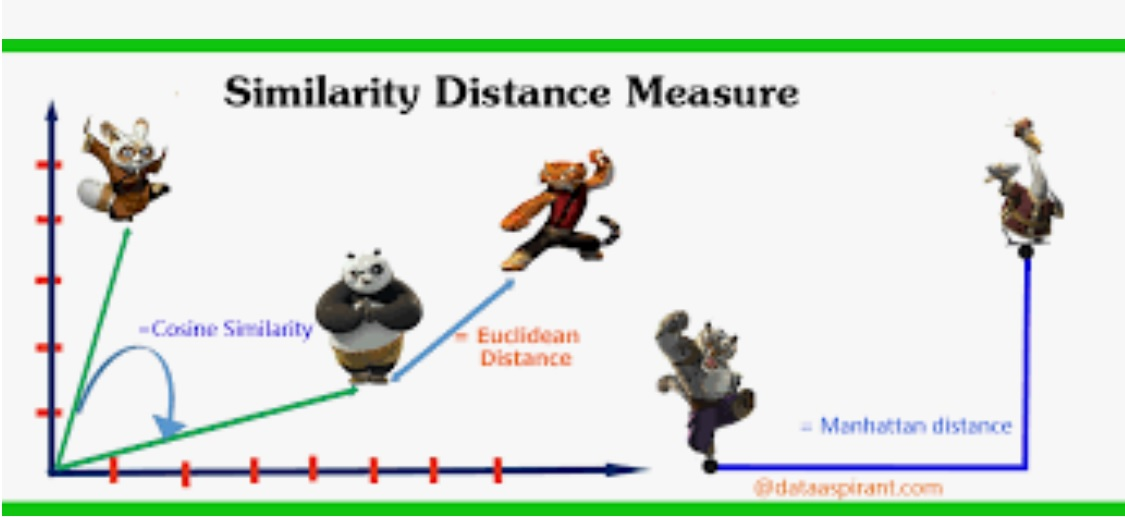 Similarity Distance Measure
=Cosine Similarity
= Euclidean
Distance
= Manhattan distance
@dataaspirant.com